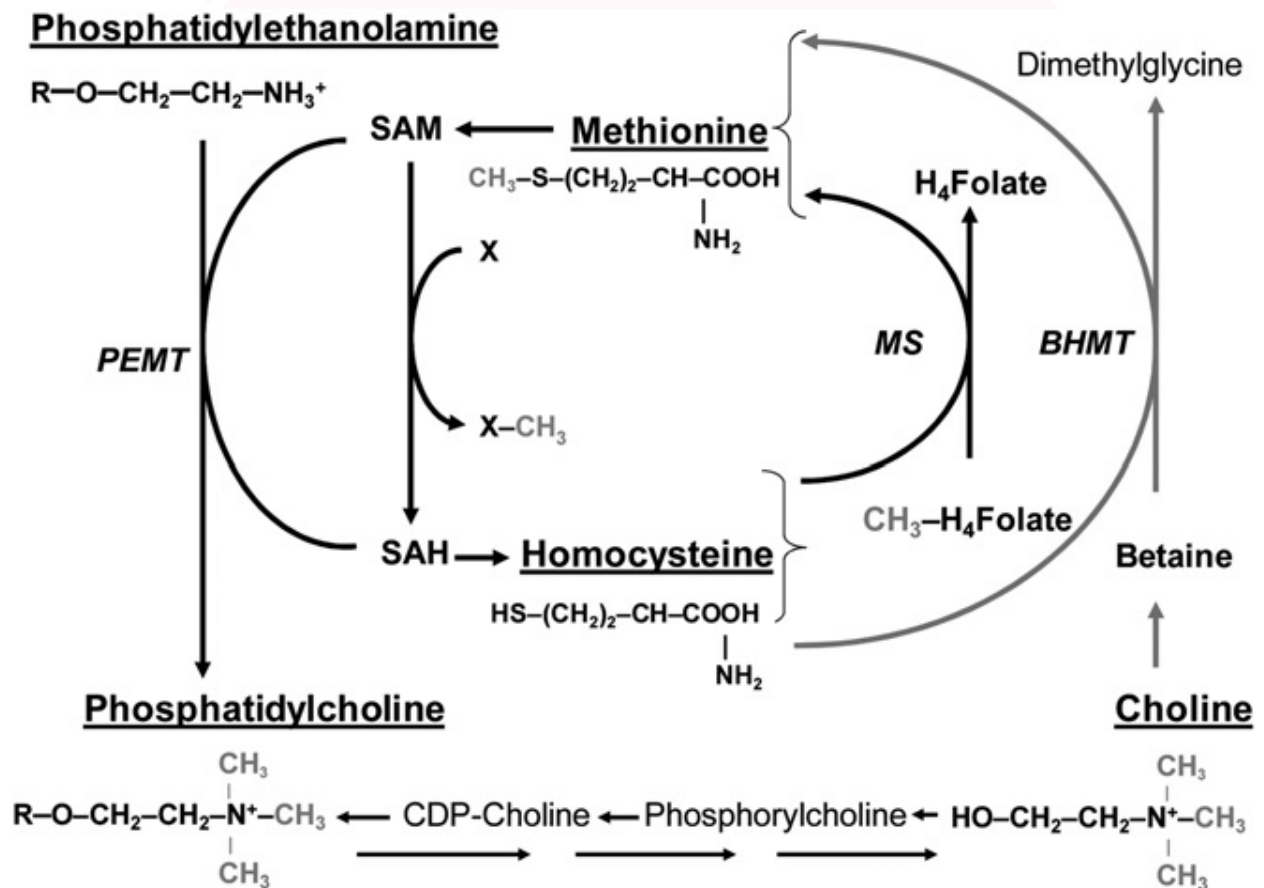 Phosphatidylethanolamine
R–O–CH₂–CH₂–NH₃⁺
SAM
Methionine
CH₃–S–(CH₂)₂–CH–COOH
NH₂
Dimethylglycine
H₄Folate
X
PEMT
MS
BHMT
X–CH₃
CH₃–H₄Folate
SAH
Homocysteine
HS–(CH₂)₂–CH–COOH
NH₂
Betaine
Phosphatidylcholine
Choline
CH₃
R–O–CH₂–CH₂–N⁺–CH₃
CH₃
CDP-Choline
Phosphorylcholine
CH₃
HO–CH₂–CH₂–N⁺–CH₃
CH₃